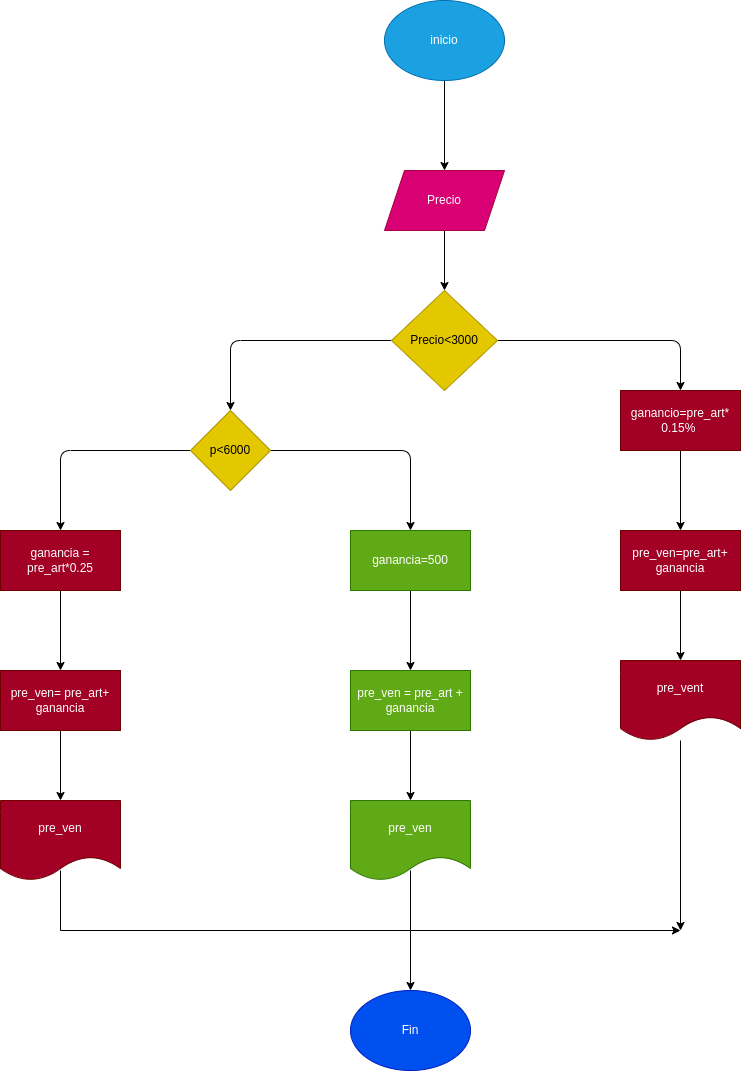 inicio
Precio
Precio<3000
ganancio=pre_art*
0.15%
p<6000
ganancia =
pre_art*0.25
ganancia=500
pre_ven=pre_art+
ganancia
pre_ven= pre_art+
ganancia
pre_ven = pre_art +
ganancia
pre_vent
pre_ven
pre_ven
Fin